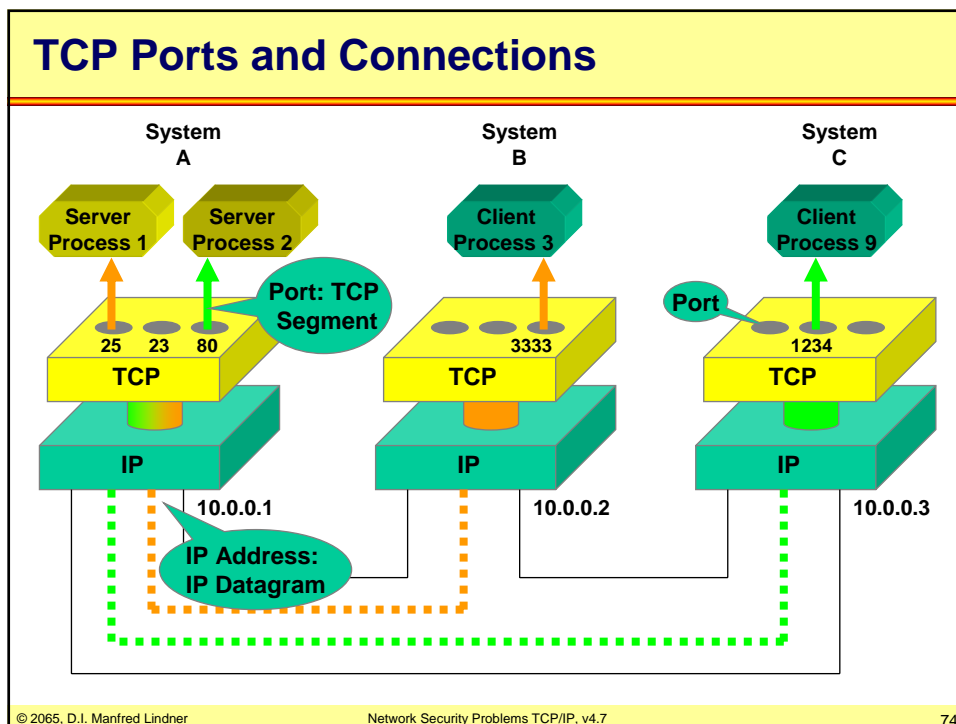 TCP Ports and Connections
System
A
System
B
System
C
Server
Process 1
Server
Process 2
Client
Process 3
Client
Process 9
Port: TCP
Segment
Port
25 23 80
3333
1234
TCP
TCP
TCP
IP
IP
IP
10.0.0.1
10.0.0.2
10.0.0.3
IP Address:
IP Datagram
© 2065, D.I. Manfred Lindner
Network Security Problems TCP/IP, v4.7
74